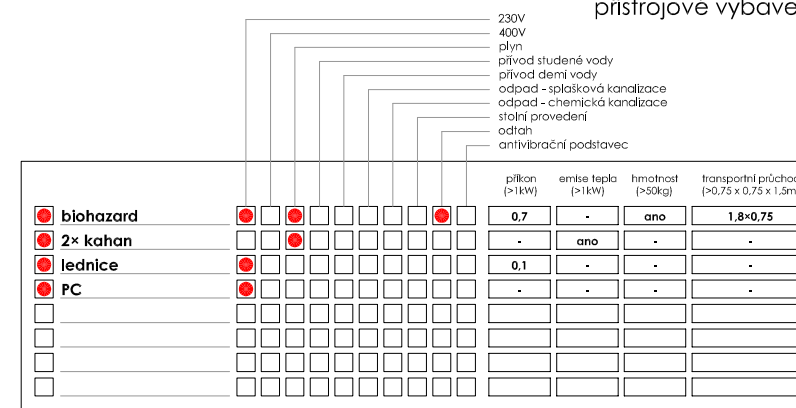 přístrojové vybave
230V
400V
plyn
přívod studené vody
přívod demi vody
odpad - splašková kanalizace
odpad - chemická kanalizace
stolní provedení
odtah
antivibrační podstavec
příkon emise tepla hmotnost transportní průchod
(>1kW) (>1kW) (>50kg) (>0,75 x 0,75 x 1,5m
biohazard 0,7 - ano 1,8×0,75
2× kahan - ano - -
lednice 0,1 - - -
PC - - - -